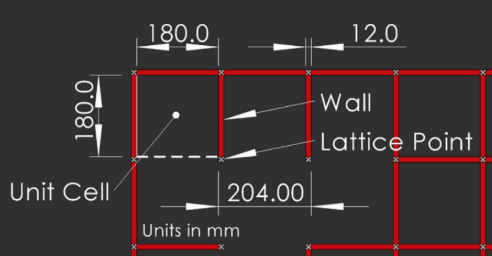 180.0
12.0
180.0
Wall
Lattice Point
Unit Cell
204.00
Units in mm